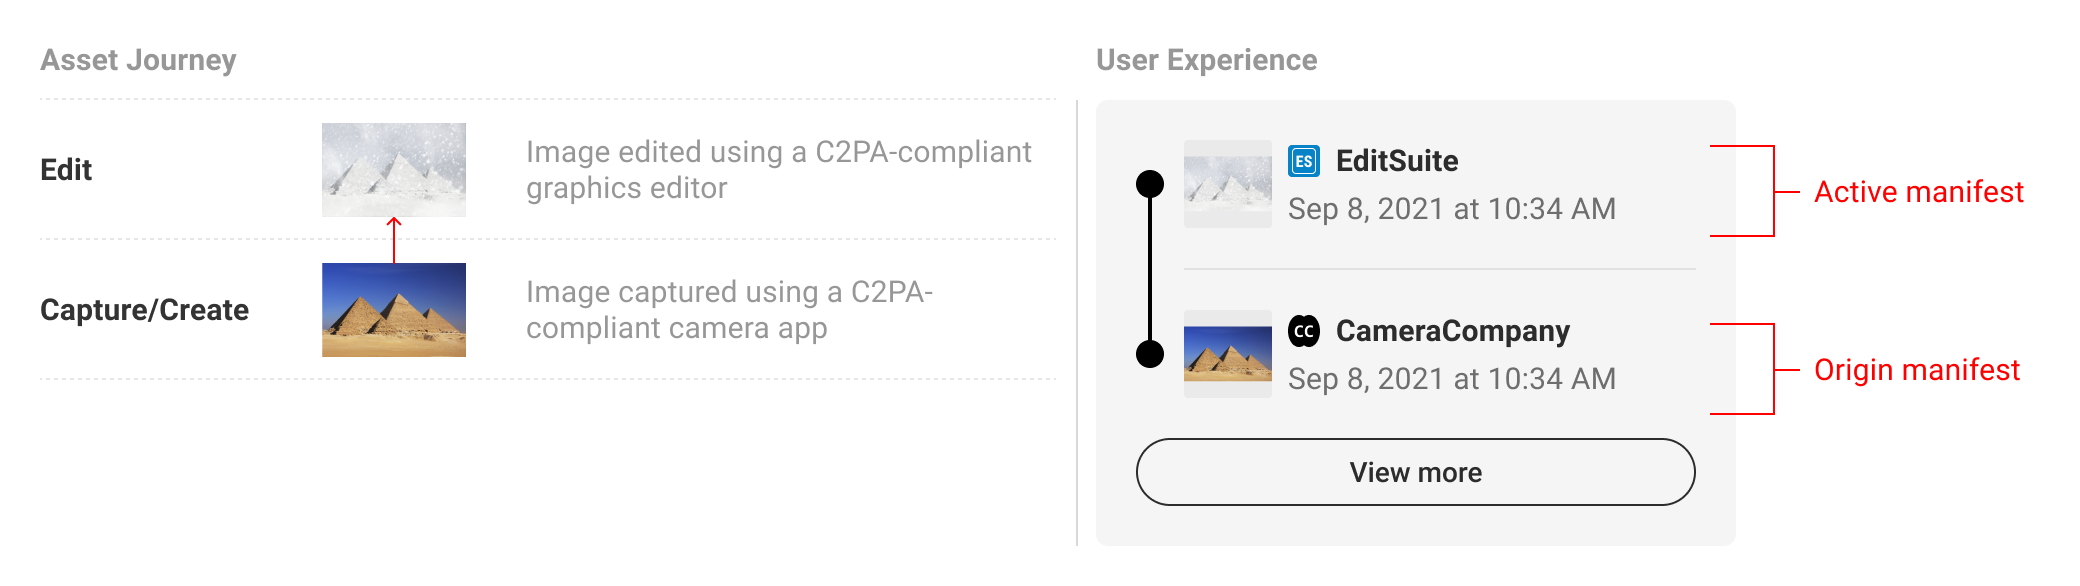 Asset Journey
User Experience
Edit
Image edited using a C2PA-compliant
graphics editor
Capture/Create
Image captured using a C2PA-
compliant camera app
ES EditSuite
Sep 8, 2021 at 10:34 AM
Active manifest
CC CameraCompany
Sep 8, 2021 at 10:34 AM
Origin manifest
View more